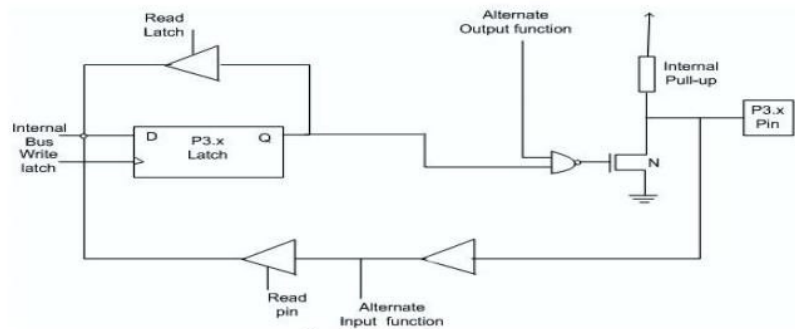 Read
Latch
Alternate
Output function
Internal
Pull-up
P3.x
Pin
Internal
Bus
Write
latch
D
P3.x
Latch
Q
N
Read
pin
Alternate
Input function